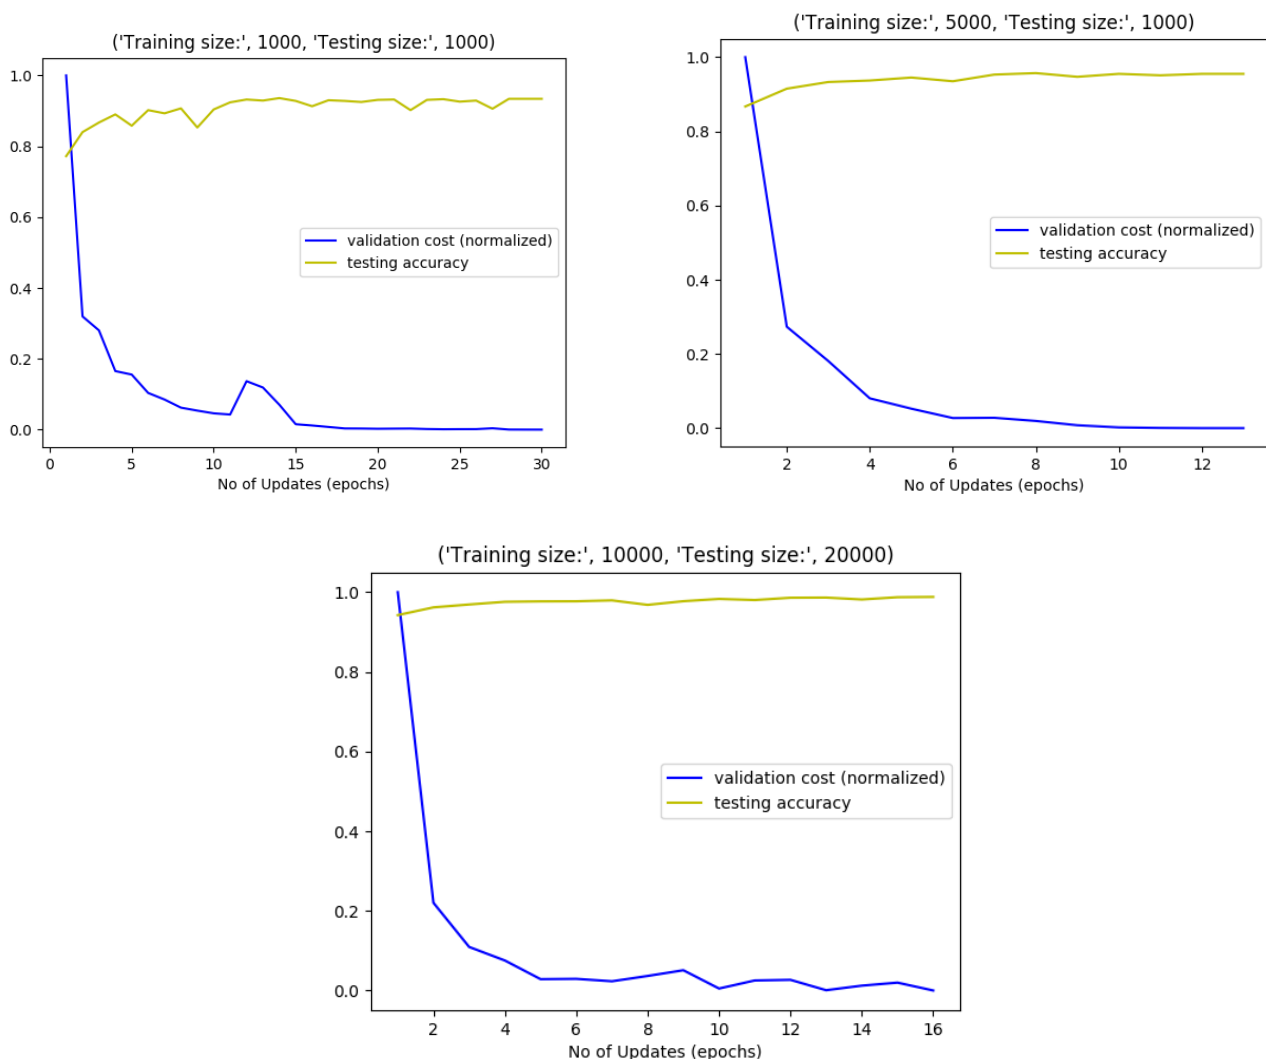 ('Training size:', 1000, 'Testing size:', 1000)
1.0
0.8
0.6
0.4
0.2
0.0
validation cost (normalized)
testing accuracy
0 5 10 15 20 25 30
No of Updates (epochs)
('Training size:', 5000, 'Testing size:', 1000)
1.0
0.8
0.6
0.4
0.2
0.0
validation cost (normalized)
testing accuracy
2 4 6 8 10 12
No of Updates (epochs)
('Training size:', 10000, 'Testing size:', 20000)
1.0
0.8
0.6
0.4
0.2
0.0
validation cost (normalized)
testing accuracy
2 4 6 8 10 12 14 16
No of Updates (epochs)